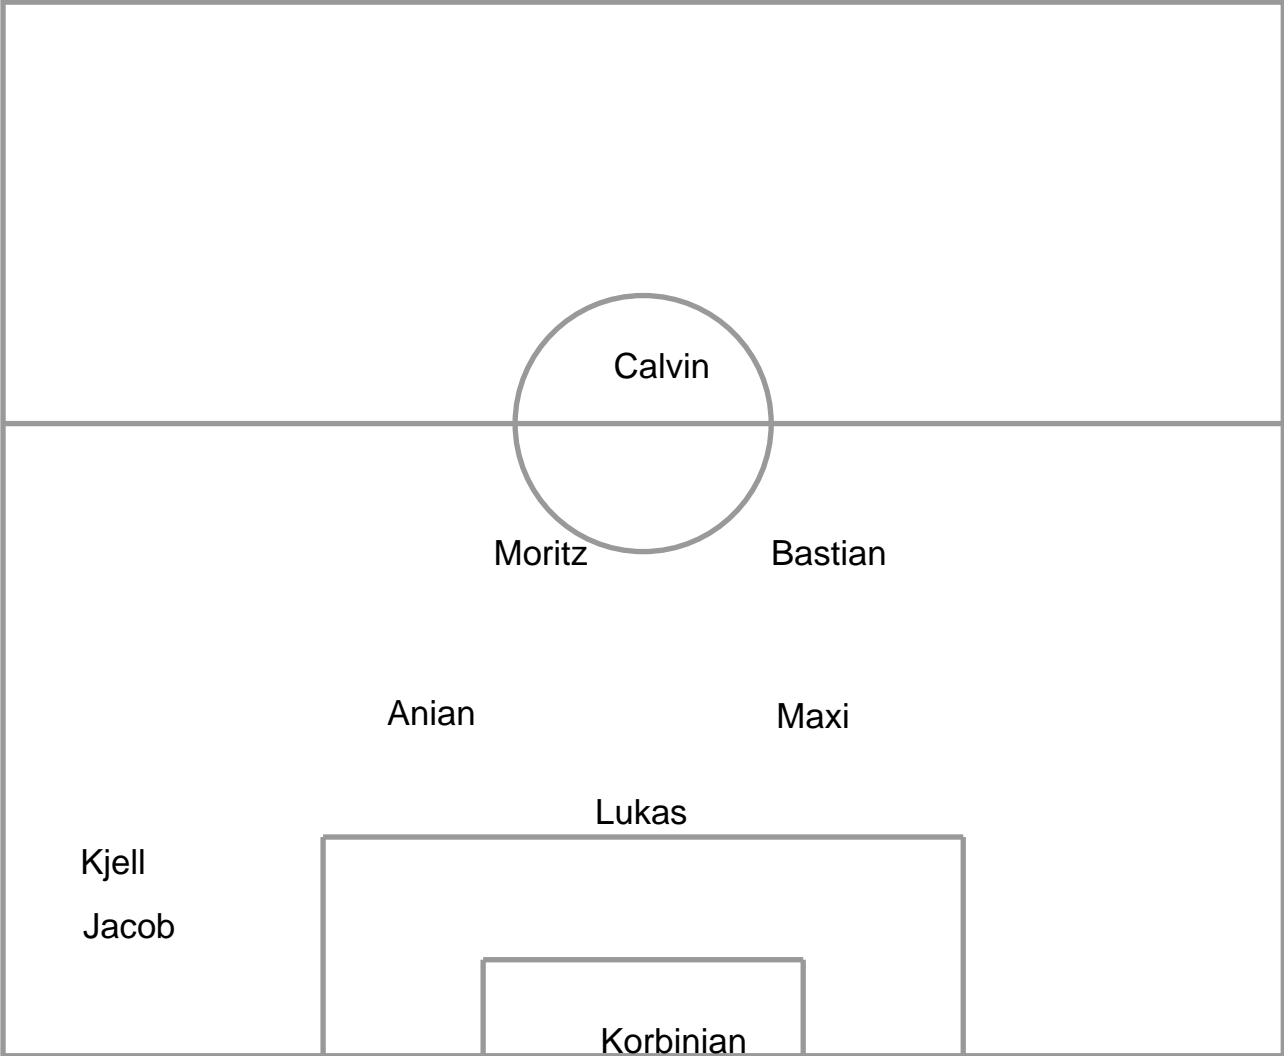 Calvin
Moritz Bastian
Anian Maxi
Lukas
Kjell
Jacob
Korbinian